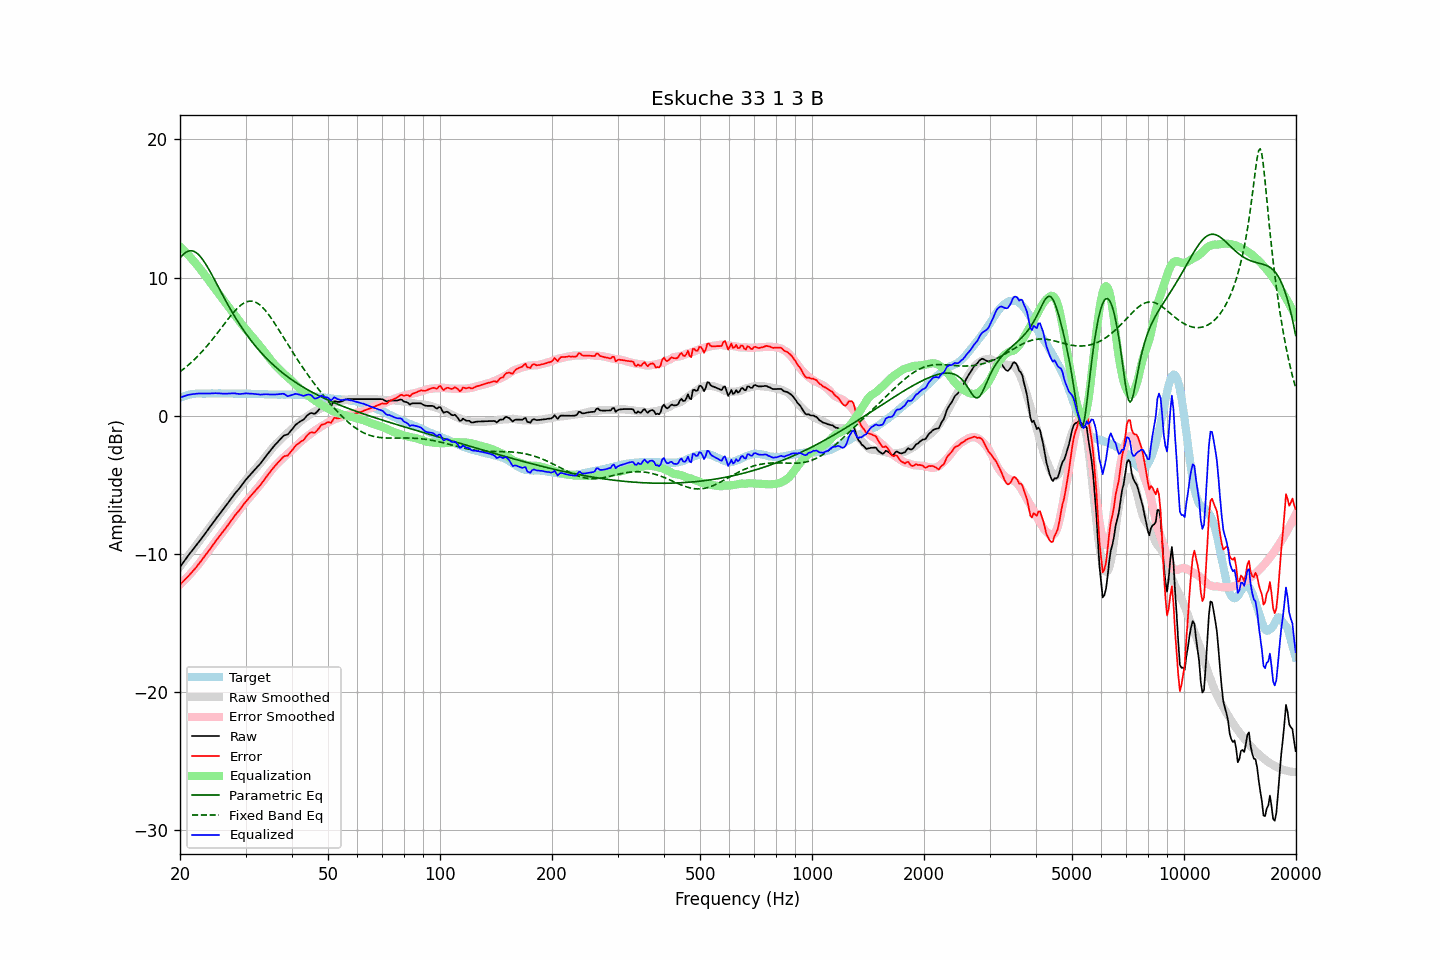 Eskuche 33 1 3 B
20
10
0
−10
−20
−30
Amplitude (dBr)
Target
Raw Smoothed
Error Smoothed
Raw
Error
Equalization
Parametric Eq
Fixed Band Eq
Equalized
20 50 100 200 500 1000 2000 5000 10000 20000
Frequency (Hz)